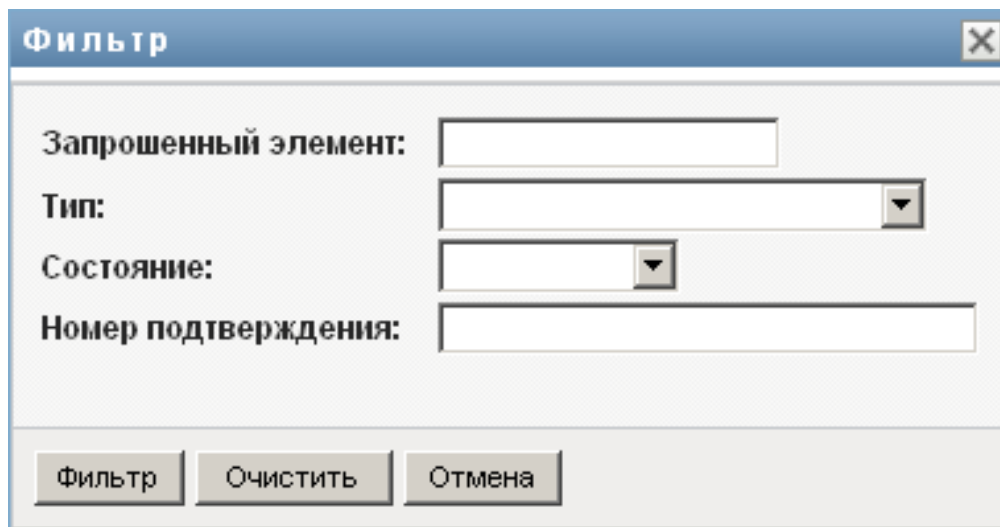 Фильтр
Запрошенный элемент:
Тип:
Состояние:
Номер подтверждения:
Фильтр Очистить Отмена